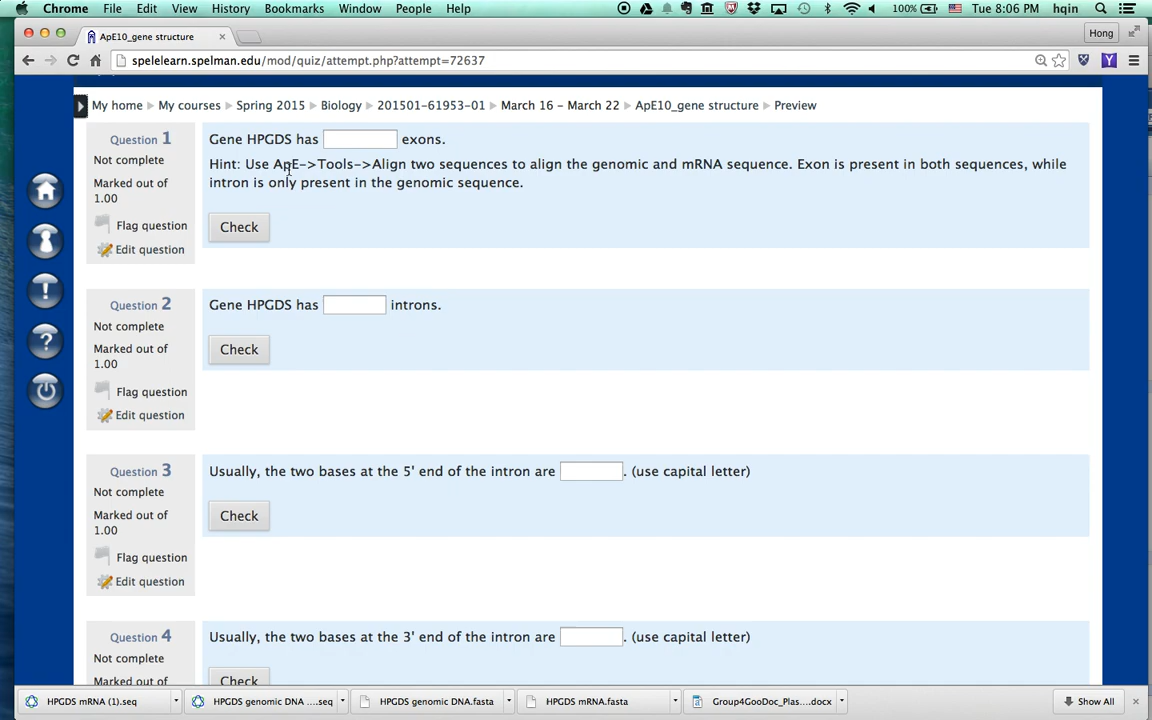 Chrome File Edit View History Bookmarks Window People Help 100% Tue 8:06 PM hqin
ApE10_gene structure Hong
spelelearn.spelman.edu/mod/quiz/attempt.php?attempt=72637
My home My courses Spring 2015 Biology 201501-61953-01 March 16 - March 22 ApE10_gene structure Preview
Question 1
Not complete
Marked out of
1.00
Flag question
Edit question
Gene HPGDS has exons.
Hint: Use ApE->Tools->Align two sequences to align the genomic and mRNA sequence. Exon is present in both sequences, while
intron is only present in the genomic sequence.
Check
Question 2
Not complete
Marked out of
1.00
Flag question
Edit question
Gene HPGDS has introns.
Check
Question 3
Not complete
Marked out of
1.00
Flag question
Edit question
Usually, the two bases at the 5' end of the intron are . (use capital letter)
Check
Question 4
Not complete
Marked out of
Usually, the two bases at the 3' end of the intron are . (use capital letter)
Check
HPGDS mRNA (1).seq HPGDS genomic DNA ....seq HPGDS genomic DNA.fasta HPGDS mRNA.fasta Group4GooDoc_Plas....docx Show All